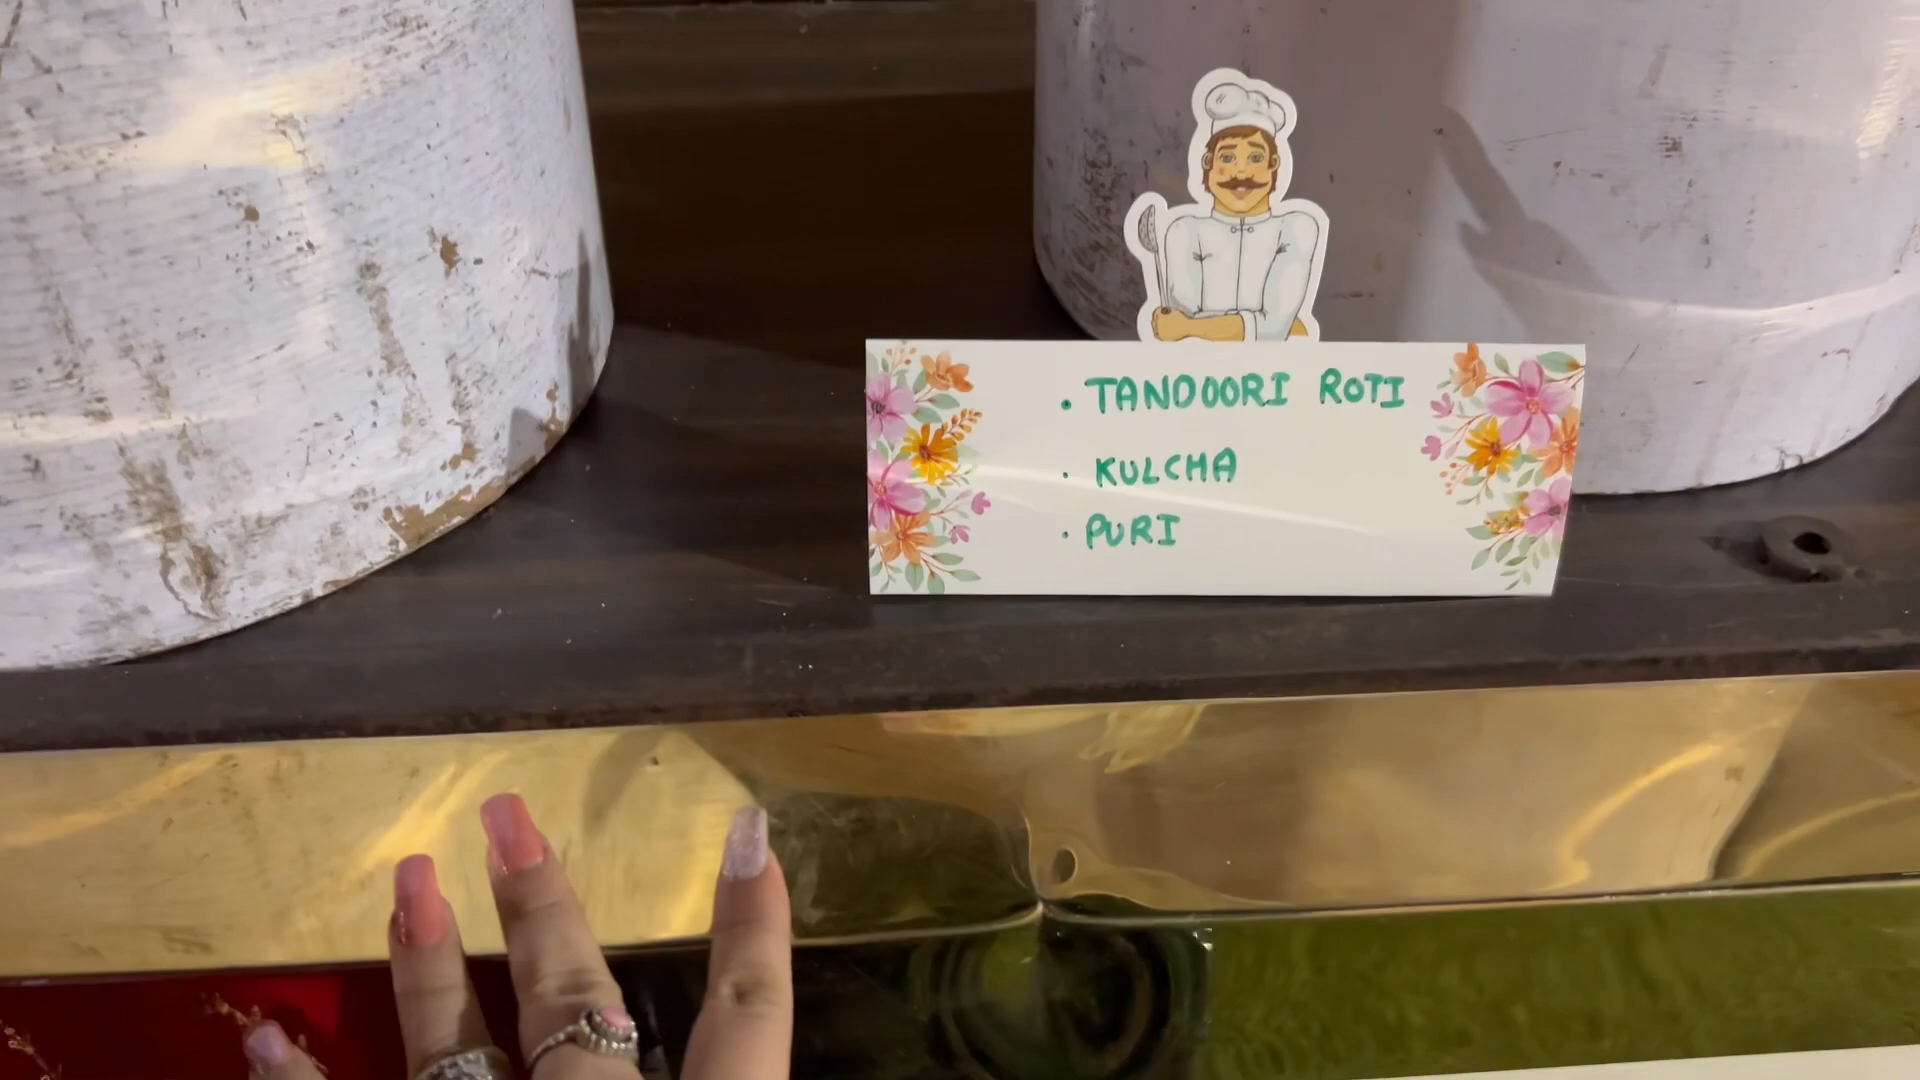 • TANDOORI ROTI
• KULCHA
• PURI